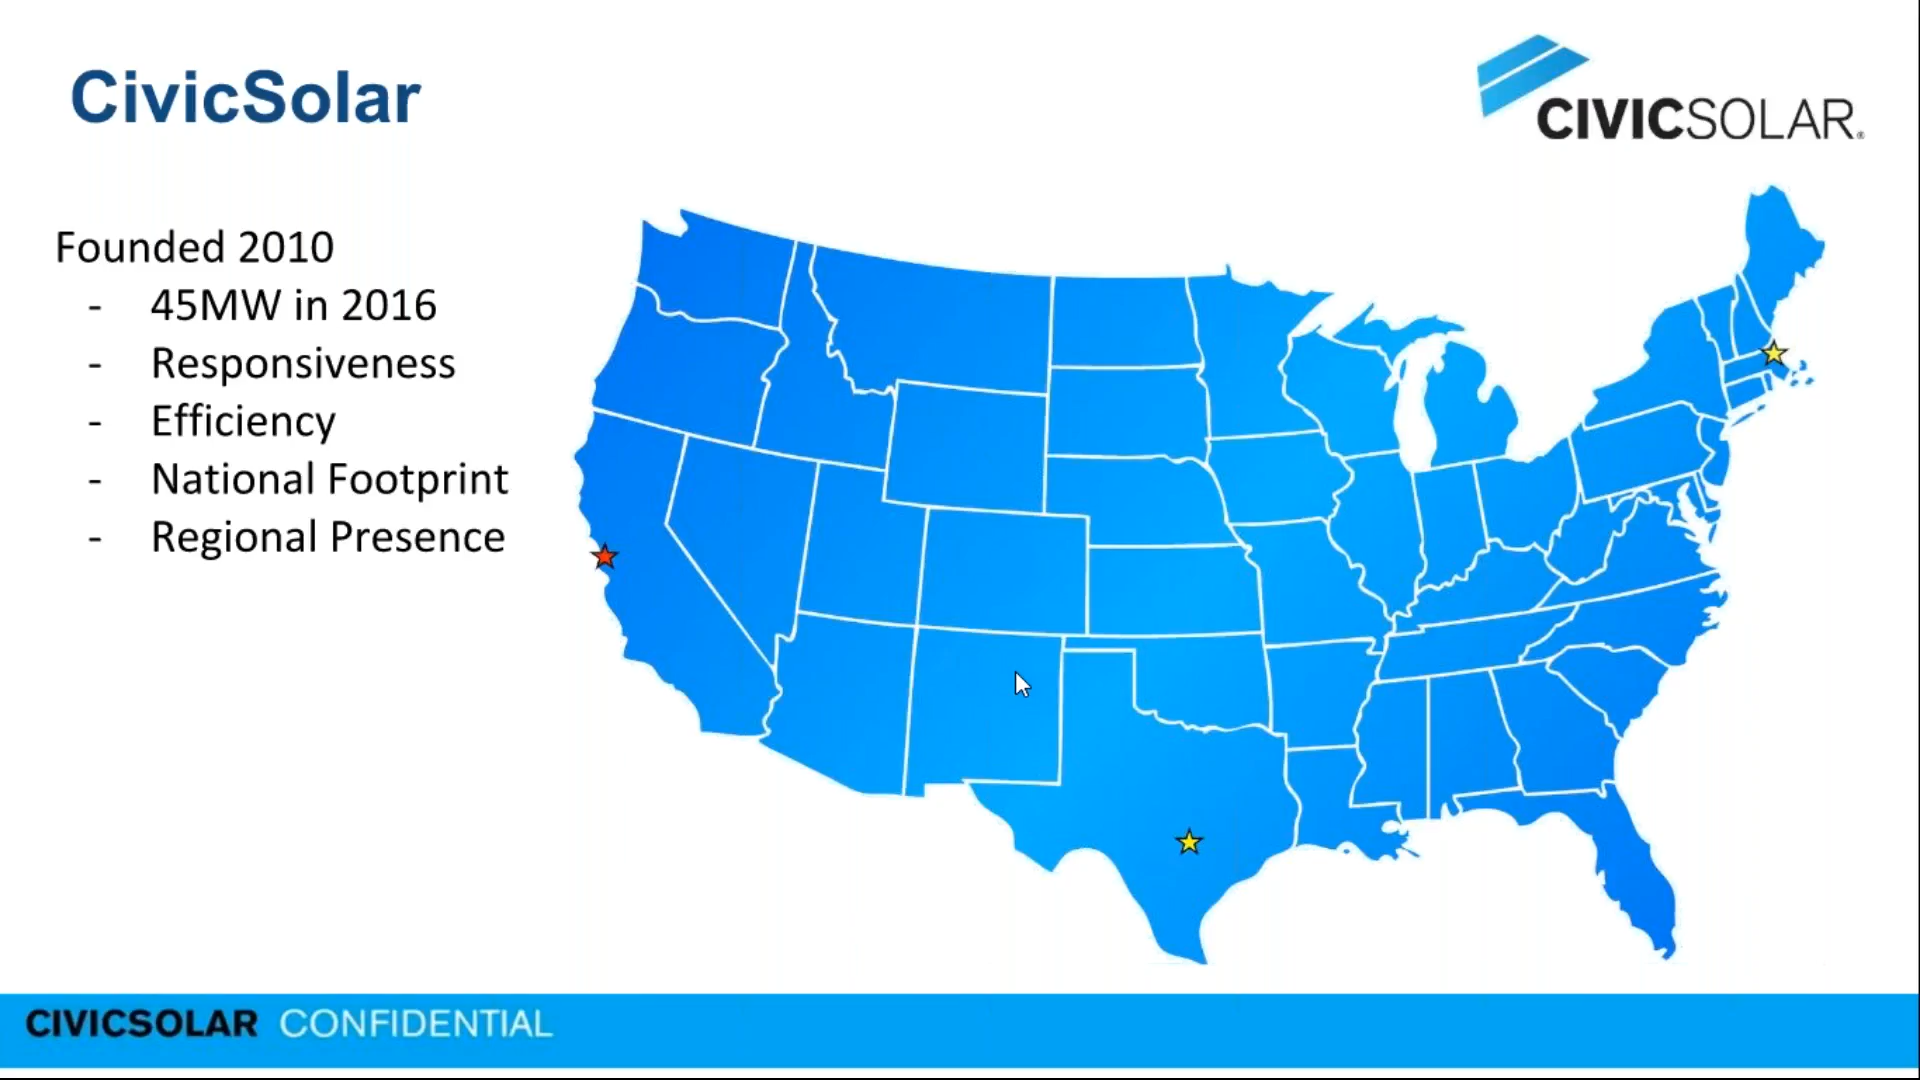 CivicSolar
CIVICSOLAR®
Founded 2010
- 45MW in 2016
- Responsiveness
- Efficiency
- National Footprint
- Regional Presence
CIVICSOLAR CONFIDENTIAL